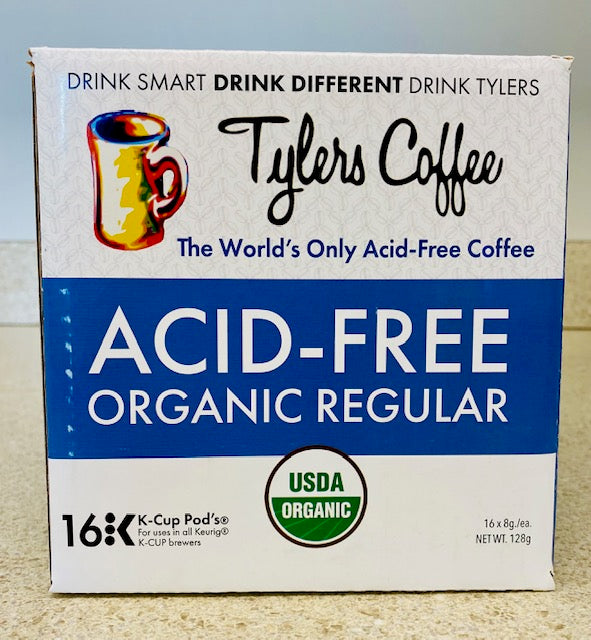 DRINK SMART DRINK DIFFERENT DRINK TYLERS
Tylers Coffee
The World's Only Acid-Free Coffee
ACID-FREE
ORGANIC REGULAR
USDA
ORGANIC
16 K K-Cup Pod's®
For uses in all Keurig®
K-CUP brewers
16 x 8g./ea.
NET WT. 128g